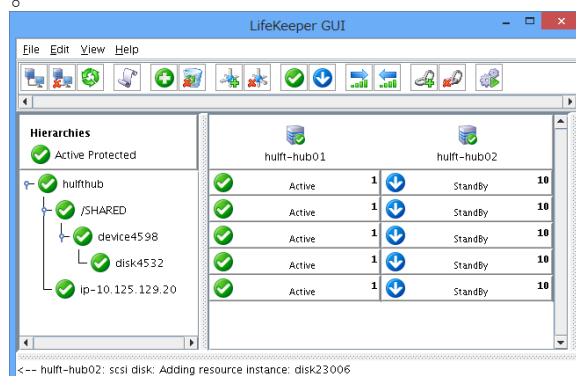 。
LifeKeeper GUI
File Edit View Help
Hierarchies
Active Protected
hulft-hub01
hulft-hub02
hulfthub
Active 1
StandBy 10
/SHARED
Active 1
StandBy 10
device4598
Active 1
StandBy 10
disk4532
Active 1
StandBy 10
ip-10.125.129.20
Active 1
StandBy 10
<-- hulft-hub02: scsi disk: Adding resource instance: disk23006